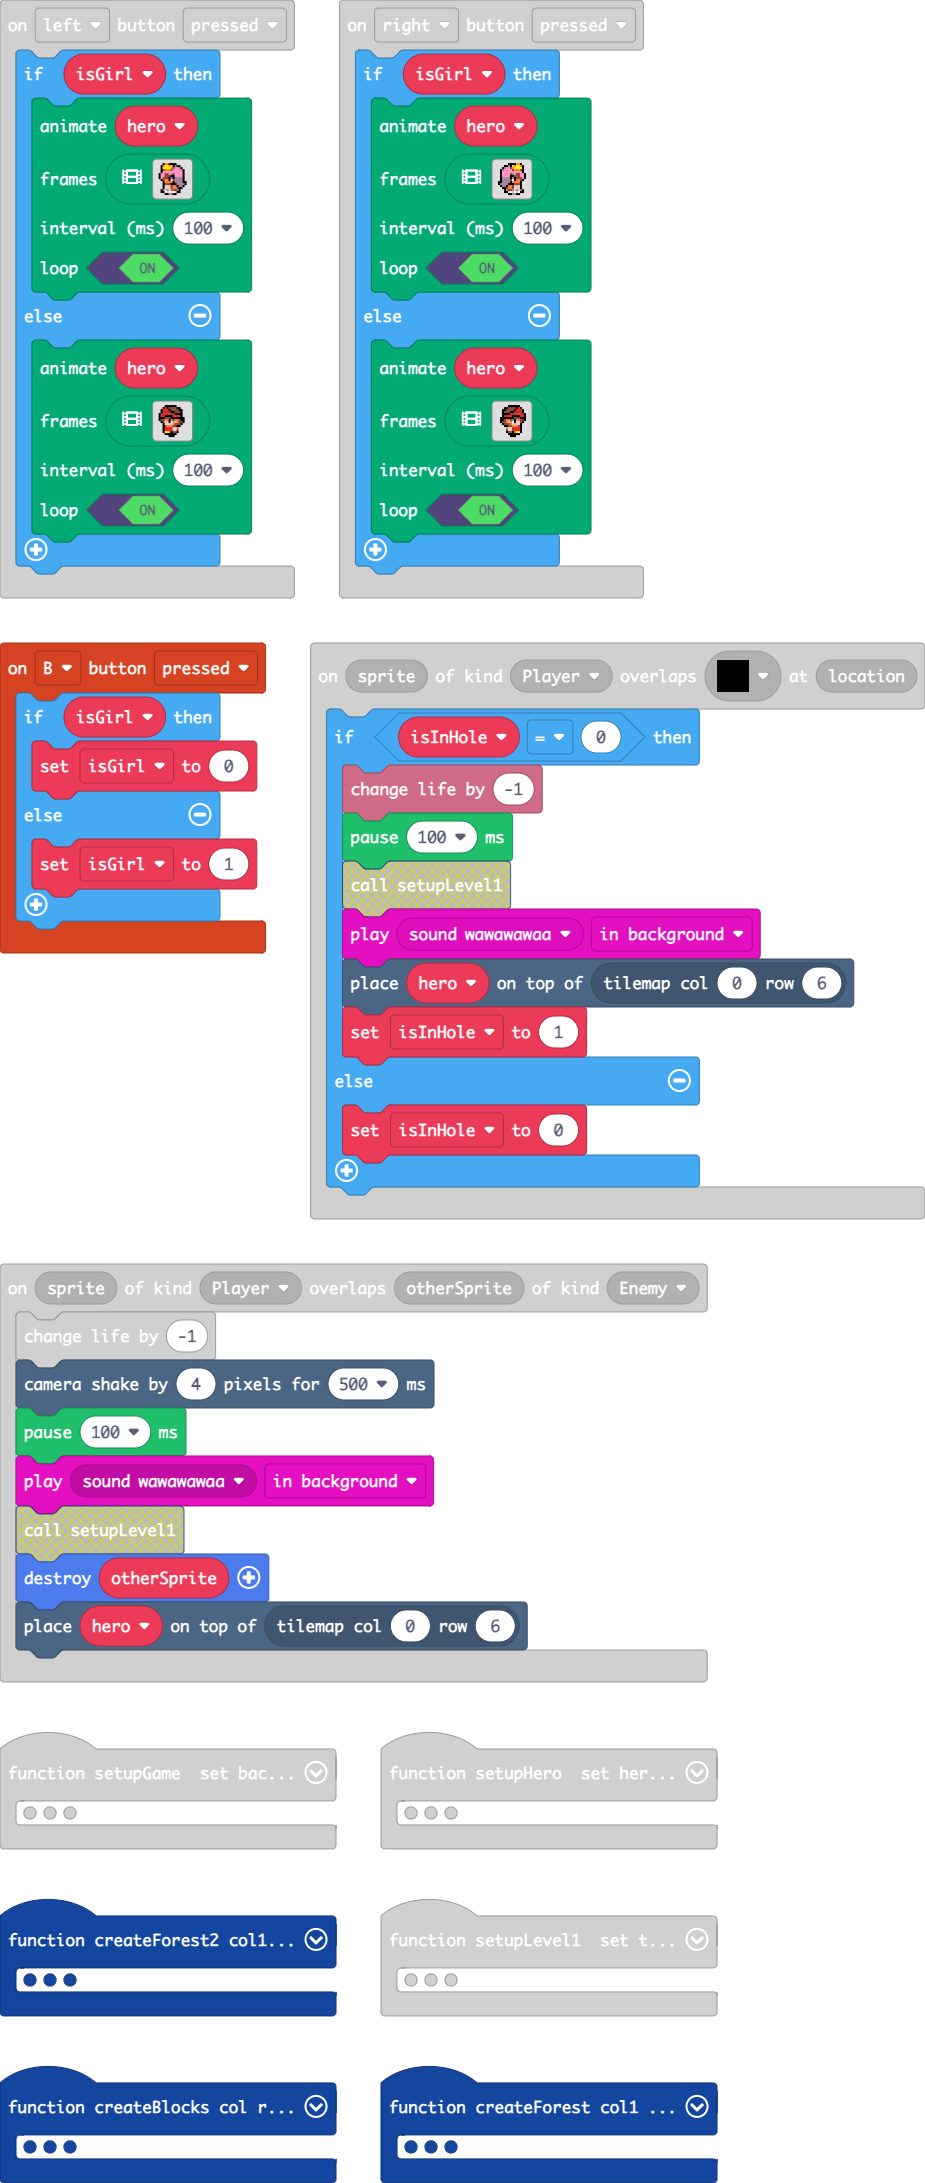 on left button pressed
if isGirl then
animate hero
frames
interval (ms) 100
loop ON
else
animate hero
frames
interval (ms) 100
loop ON
on right button pressed
if isGirl then
animate hero
frames
interval (ms) 100
loop ON
else
animate hero
frames
interval (ms) 100
loop ON
on B button pressed
if isGirl then
set isGirl to 0
else
set isGirl to 1
on sprite of kind Player overlaps at location
if isInHole = 0 then
change life by -1
pause 100 ms
call setupLevel1
play sound wawawawaa in background
place hero on top of tilemap col 0 row 6
set isInHole to 1
else
set isInHole to 0
on sprite of kind Player overlaps otherSprite of kind Enemy
change life by -1
camera shake by 4 pixels for 500 ms
pause 100 ms
play sound wawawawaa in background
call setupLevel1
destroy otherSprite
place hero on top of tilemap col 0 row 6
function setupGame set bac...
function setupHero set her...
function createForest2 col1...
function setupLevel1 set t...
function createBlocks col r...
function createForest col1 ...